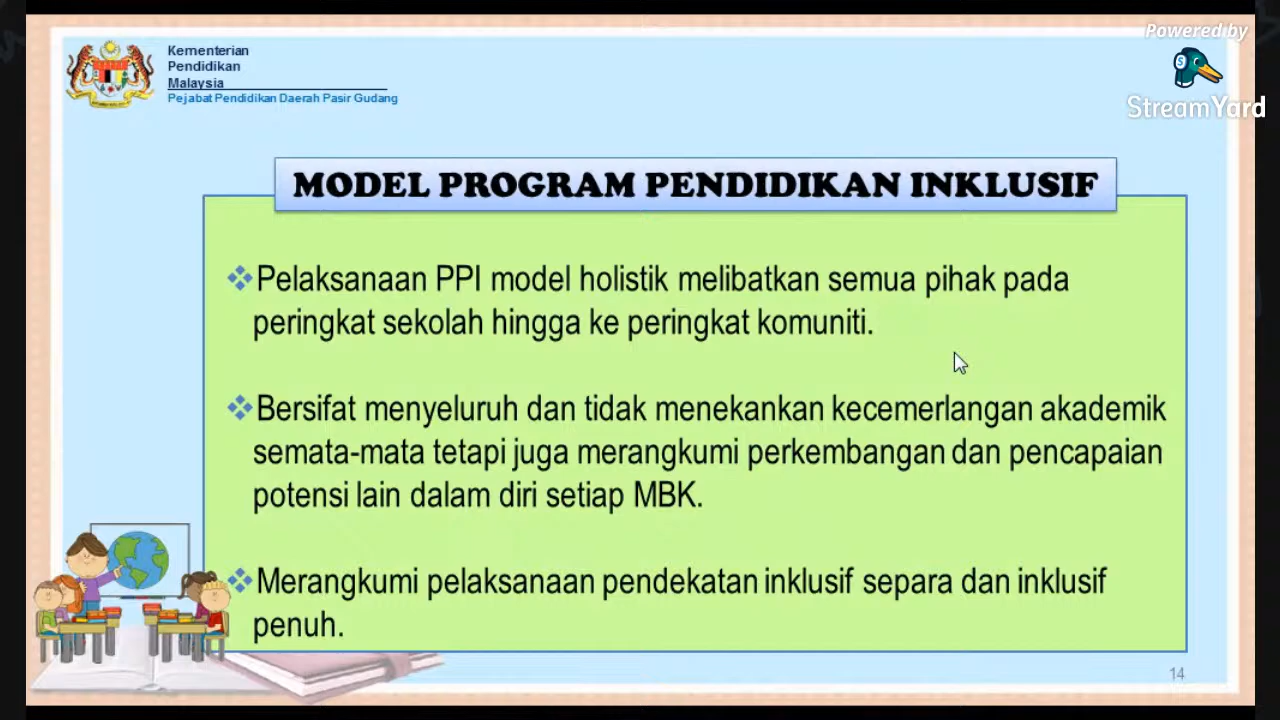 Kementerian
Pendidikan
Malaysia
Pejabat Pendidikan Daerah Pasir Gudang
Powered by
StreamYard
MODEL PROGRAM PENDIDIKAN INKLUSIF
Pelaksanaan PPI model holistik melibatkan semua pihak pada
peringkat sekolah hingga ke peringkat komuniti.
Bersifat menyeluruh dan tidak menekankan kecemerlangan akademik
semata-mata tetapi juga merangkumi perkembangan dan pencapaian
potensi lain dalam diri setiap MBK.
Merangkumi pelaksanaan pendekatan inklusif separa dan inklusif
penuh.
14